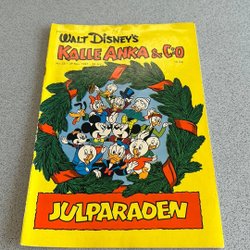 WALT DISNEY'S
KALLE ANKA & C:O
JULPARADEN